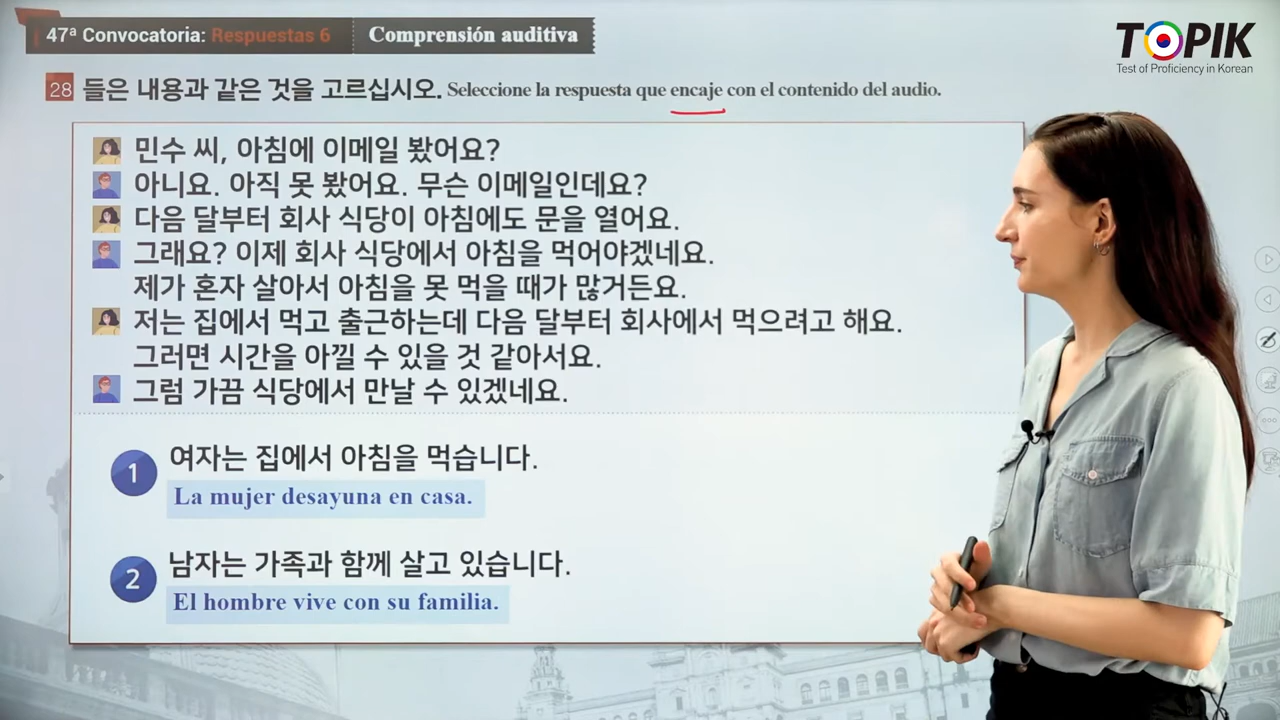 47ª Convocatoria: Respuestas 6
Comprensión auditiva
TOPIK
Test of Proficiency in Korean
28 들은 내용과 같은 것을 고르십시오. Seleccione la respuesta que encaje con el contenido del audio.
민수 씨, 아침에 이메일 봤어요?
아니요. 아직 못 봤어요. 무슨 이메일인데요?
다음 달부터 회사 식당이 아침에도 문을 열어요.
그래요? 이제 회사 식당에서 아침을 먹어야겠네요.
제가 혼자 살아서 아침을 못 먹을 때가 많거든요.
저는 집에서 먹고 출근하는데 다음 달부터 회사에서 먹으려고 해요.
그러면 시간을 아낄 수 있을 것 같아서요.
그럼 가끔 식당에서 만날 수 있겠네요.
1 여자는 집에서 아침을 먹습니다.
La mujer desayuna en casa.
2 남자는 가족과 함께 살고 있습니다.
El hombre vive con su familia.